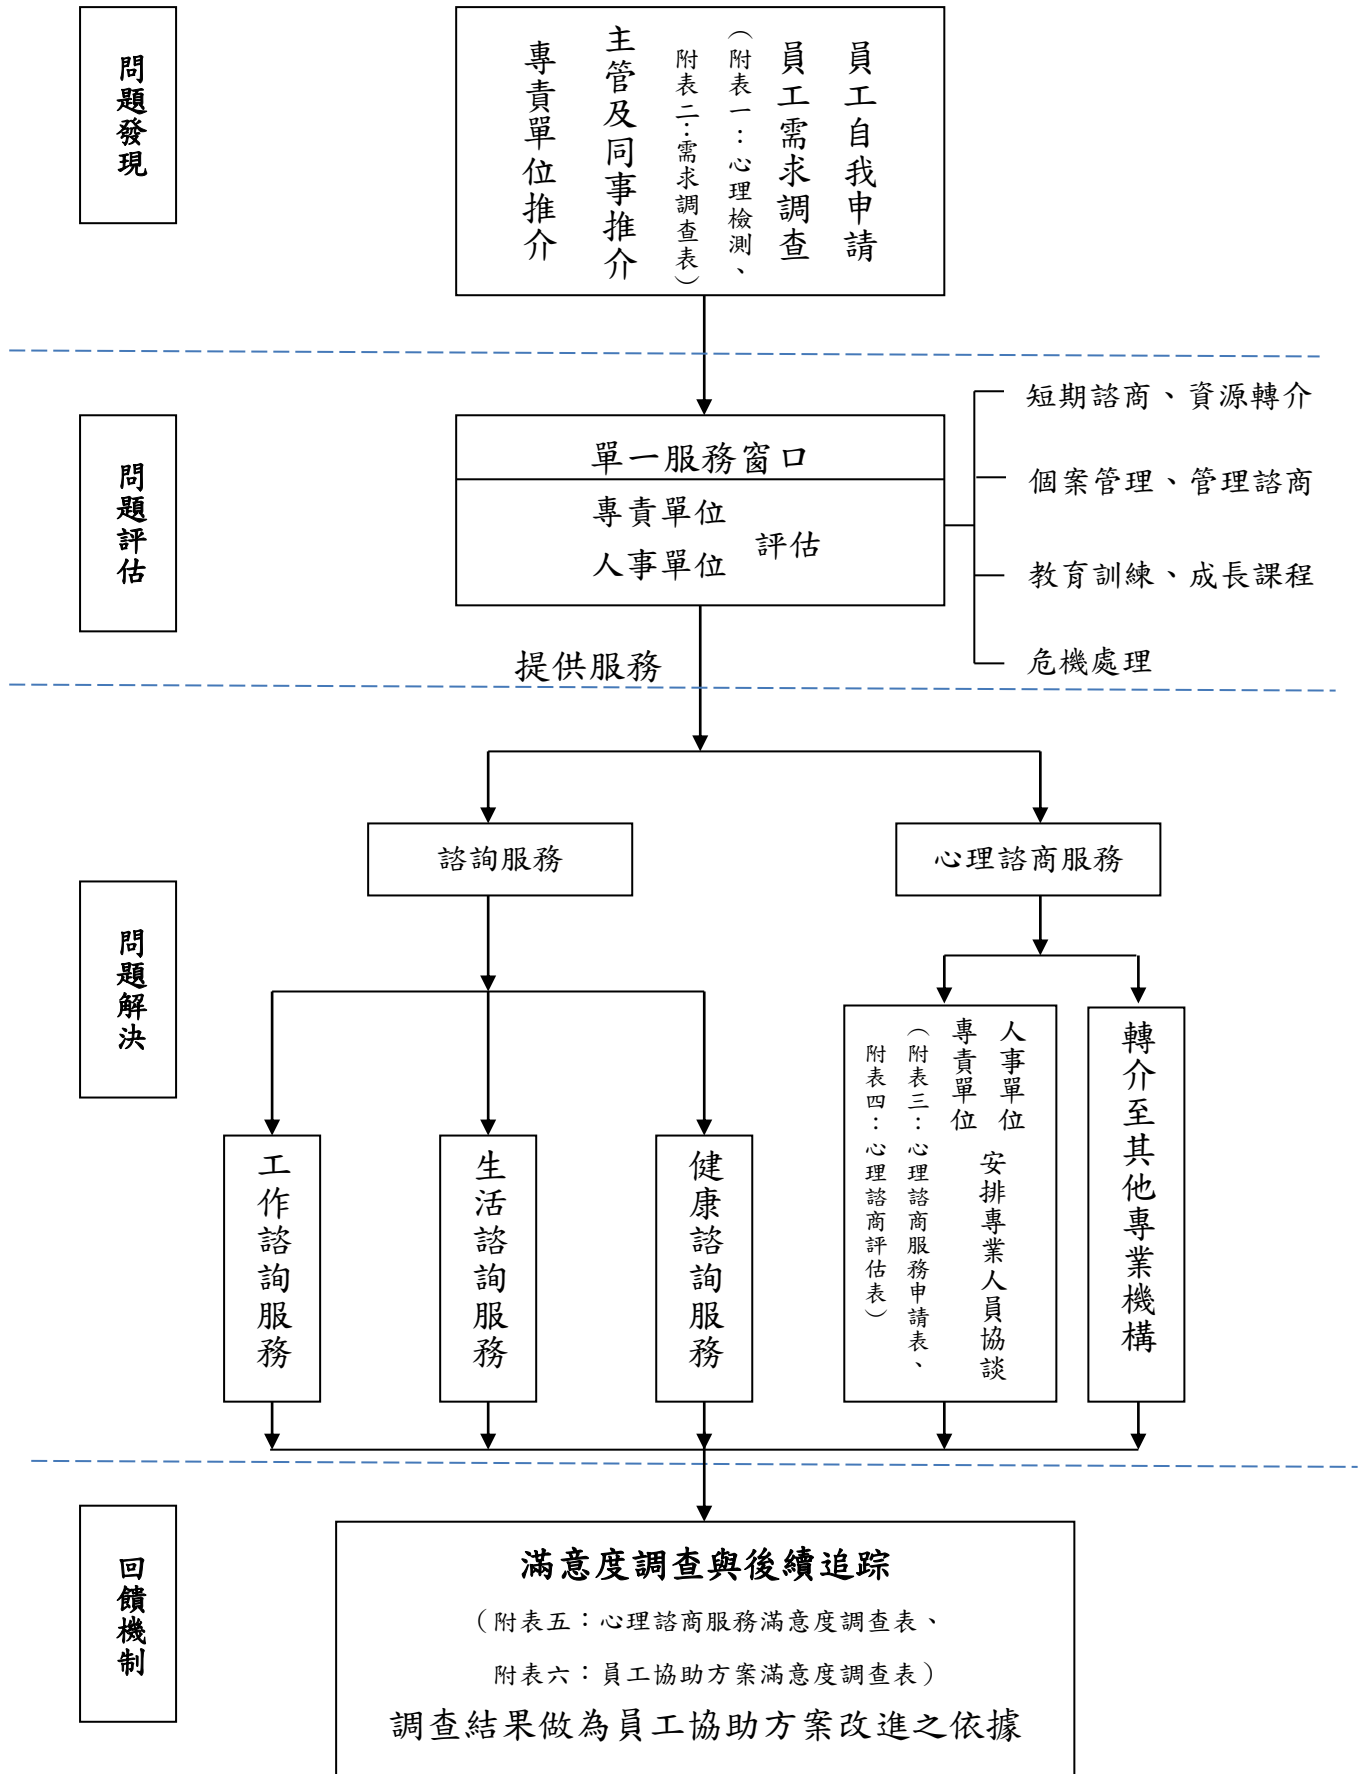 問題發現
員工自我申請
員工需求調查
（附表一：心理檢測、
附表二：需求調查表）
主管及同事推介
專責單位推介
問題評估
單一服務窗口
專責單位
人事單位
評估
短期諮商、資源轉介
個案管理、管理諮商
教育訓練、成長課程
危機處理
提供服務
問題解決
諮詢服務
心理諮商服務
工作諮詢服務
生活諮詢服務
健康諮詢服務
人事單位
專責單位
安排專業人員協談
（附表三：心理諮商服務申請表、
附表四：心理諮商評估表）
轉介至其他專業機構
回饋機制
滿意度調查與後續追踪
（附表五：心理諮商服務滿意度調查表、
附表六：員工協助方案滿意度調查表）
調查結果做為員工協助方案改進之依據